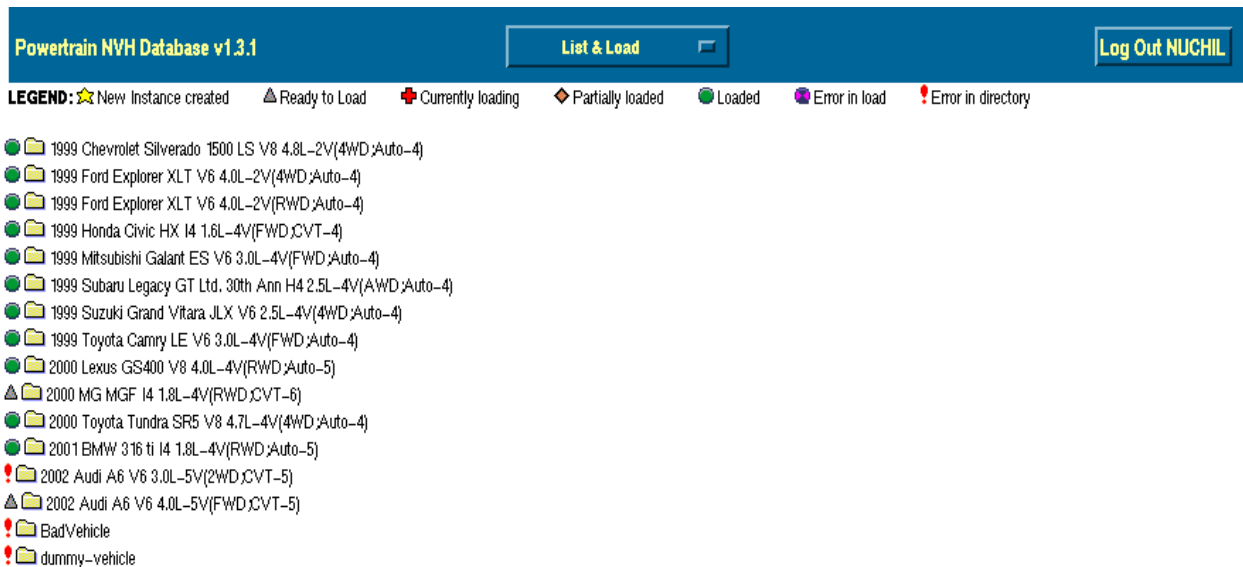 Powertrain NVH Database v1.3.1 List & Load Log Out NUCHIL
LEGEND: New Instance created Ready to Load Currently loading Partially loaded Loaded Error in load Error in directory
1999 Chevrolet Silverado 1500 LS V8 4.8L-2V(4WD;Auto-4)
1999 Ford Explorer XLT V6 4.0L-2V(4WD;Auto-4)
1999 Ford Explorer XLT V6 4.0L-2V(RWD;Auto-4)
1999 Honda Civic HX I4 1.6L-4V(FWD;CVT-4)
1999 Mitsubishi Galant ES V6 3.0L-4V(FWD;Auto-4)
1999 Subaru Legacy GT Ltd. 30th Ann H4 2.5L-4V(AWD;Auto-4)
1999 Suzuki Grand Vitara JLX V6 2.5L-4V(4WD;Auto-4)
1999 Toyota Camry LE V6 3.0L-4V(FWD;Auto-4)
2000 Lexus GS400 V8 4.0L-4V(RWD;Auto-5)
2000 MG MGF I4 1.8L-4V(RWD;CVT-6)
2000 Toyota Tundra SR5 V8 4.7L-4V(4WD;Auto-4)
2001 BMW 316 ti I4 1.8L-4V(RWD;Auto-5)
2002 Audi A6 V6 3.0L-5V(2WD;CVT-5)
2002 Audi A6 V6 4.0L-5V(FWD;CVT-5)
BadVehicle
dummy-vehicle